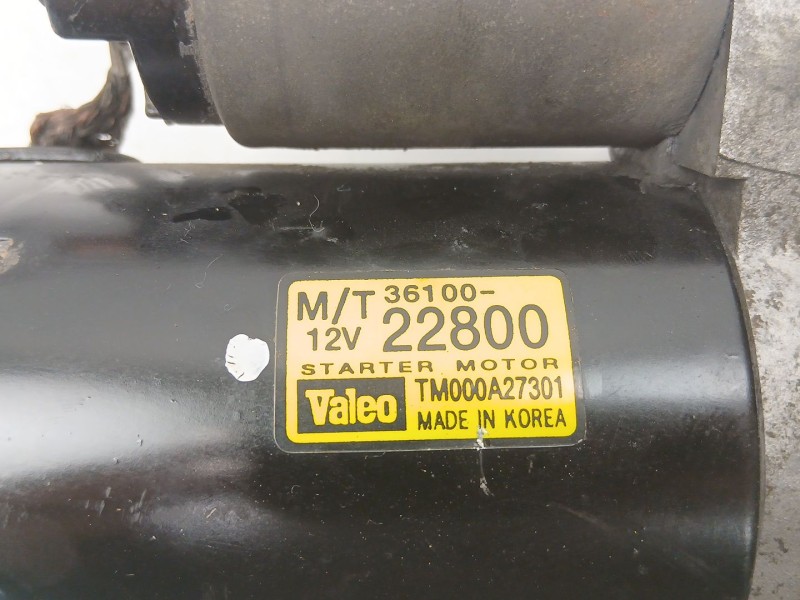 M/T 36100-
12V 22800
STARTER MOTOR
Valeo TM000A27301
MADE IN KOREA